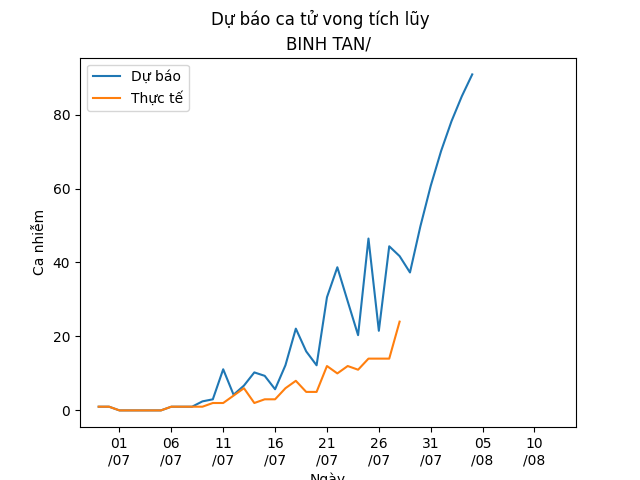 Dự báo ca tử vong tích lũy
BINH TAN/
Dự báo
Thực tế
Ca nhiễm
80
60
40
20
0
01 06 11 16 21 26 31 05 10
/07 /07 /07 /07 /07 /07 /07 /08 /08
Ngày